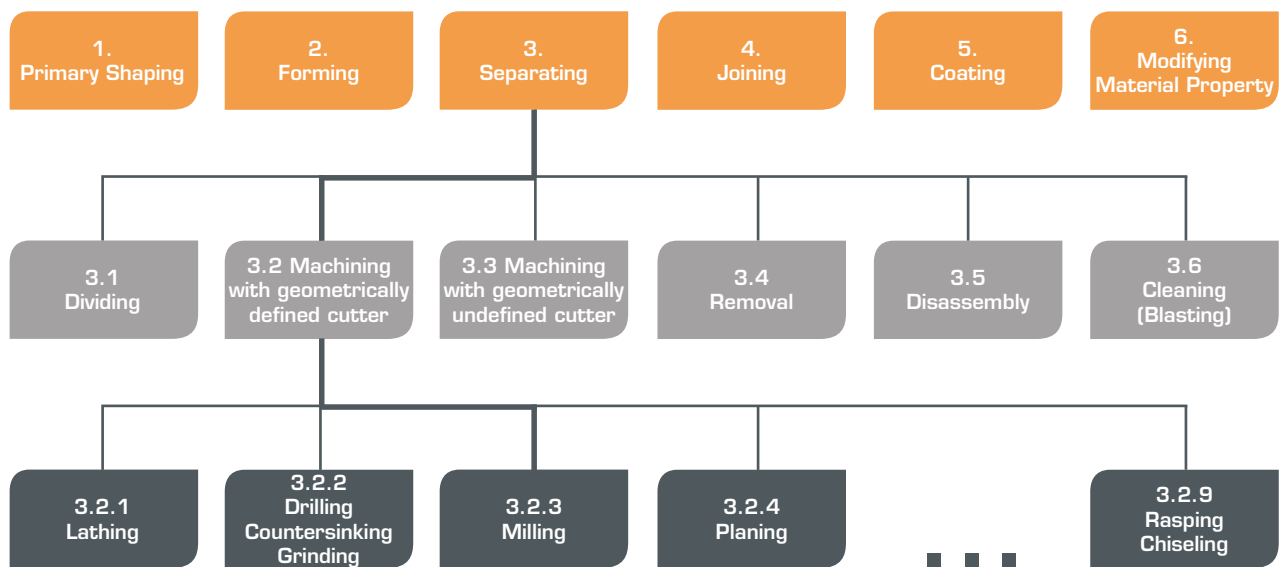 1.
Primary Shaping
2.
Forming
3.
Separating
4.
Joining
5.
Coating
6.
Modifying
Material Property
3.1
Dividing
3.2 Machining
with geometrically
defined cutter
3.3 Machining
with geometrically
undefined cutter
3.4
Removal
3.5
Disassembly
3.6
Cleaning
(Blasting)
3.2.1
Lathing
3.2.2
Drilling
Countersinking
Grinding
3.2.3
Milling
3.2.4
Planing
...
3.2.9
Rasping
Chiseling